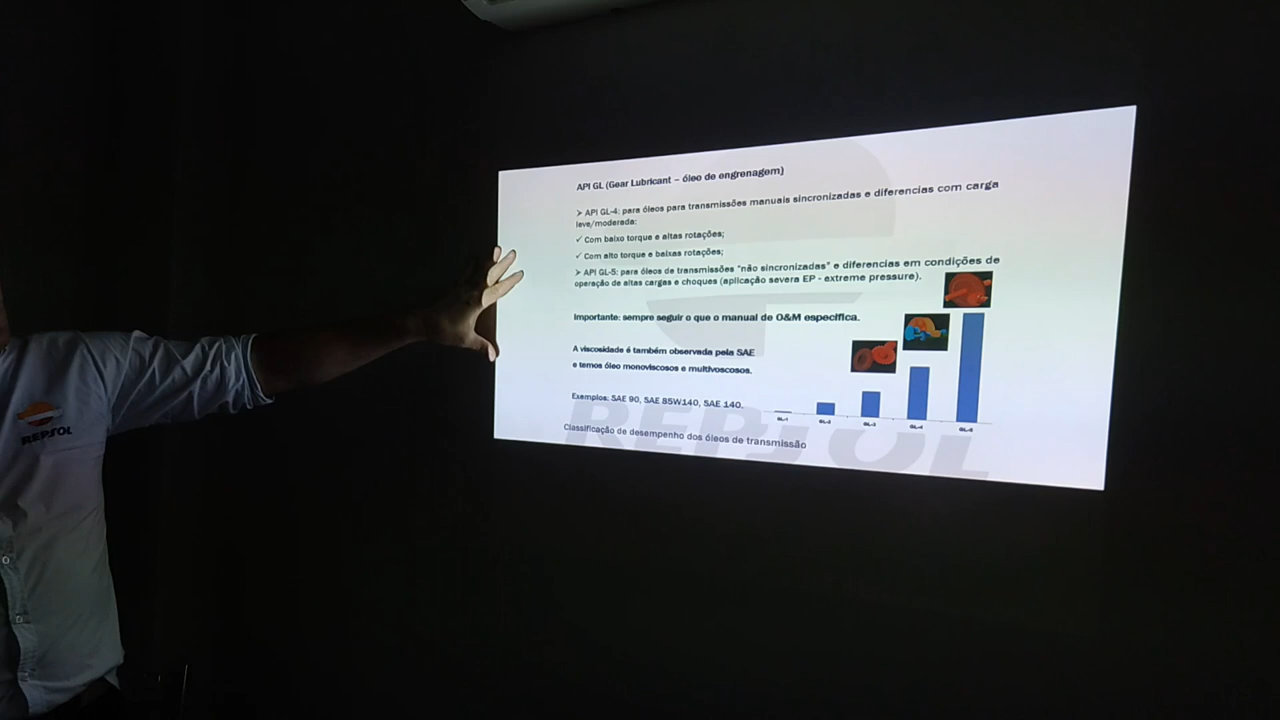 API GL (Gear Lubricant – óleo de engrenagem)
➢ API GL-4: para óleos para transmissões manuais sincronizadas e diferencias com carga
leve/moderada:
✓ Com baixo torque e altas rotações;
✓ Com alto torque e baixas rotações;
➢ API GL-5: para óleos de transmissões "não sincronizadas" e diferencias em condições de
operação de altas cargas e choques (aplicação severa EP - extreme pressure).
Importante: sempre seguir o que o manual de O&M especifica.
A viscosidade é também observada pela SAE
e temos óleo monoviscosos e multivoscosos.
Exemplos: SAE 90, SAE 85W140, SAE 140.
GL-1 GL-2 GL-3 GL-4 GL-5
Classificação de desempenho dos óleos de transmissão
REPSOL
REPSOL